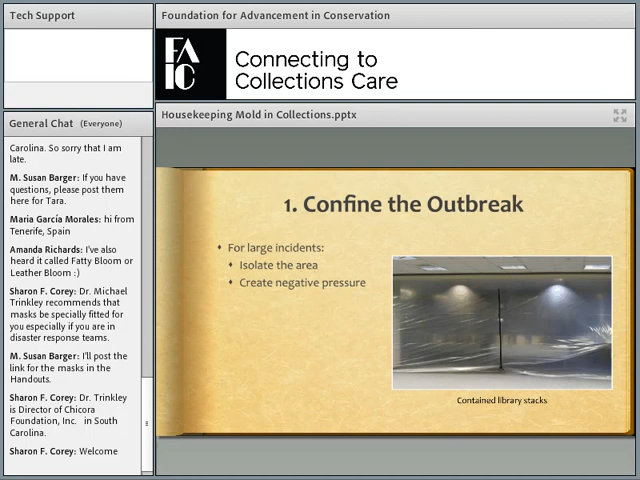 Tech Support
Foundation for Advancement in Conservation
FA
IC
Connecting to
Collections Care
General Chat (Everyone)
Carolina. So sorry that I am
late.
M. Susan Barger: If you have
questions, please post them
here for Tara.
Maria García Morales: hi from
Tenerife, Spain
Amanda Richards: I've also
heard it called Fatty Bloom or
Leather Bloom :)
Sharon F. Corey: Dr. Michael
Trinkley recommends that
masks be specially fitted for
you especially if you are in
disaster response teams.
M. Susan Barger: I'll post the
link for the masks in the
Handouts.
Sharon F. Corey: Dr. Trinkley
is Director of Chicora
Foundation, Inc. in South
Carolina.
Sharon F. Corey: Welcome
Housekeeping Mold in Collections.pptx
1. Confine the Outbreak
For large incidents:
Isolate the area
Create negative pressure
Contained library stacks